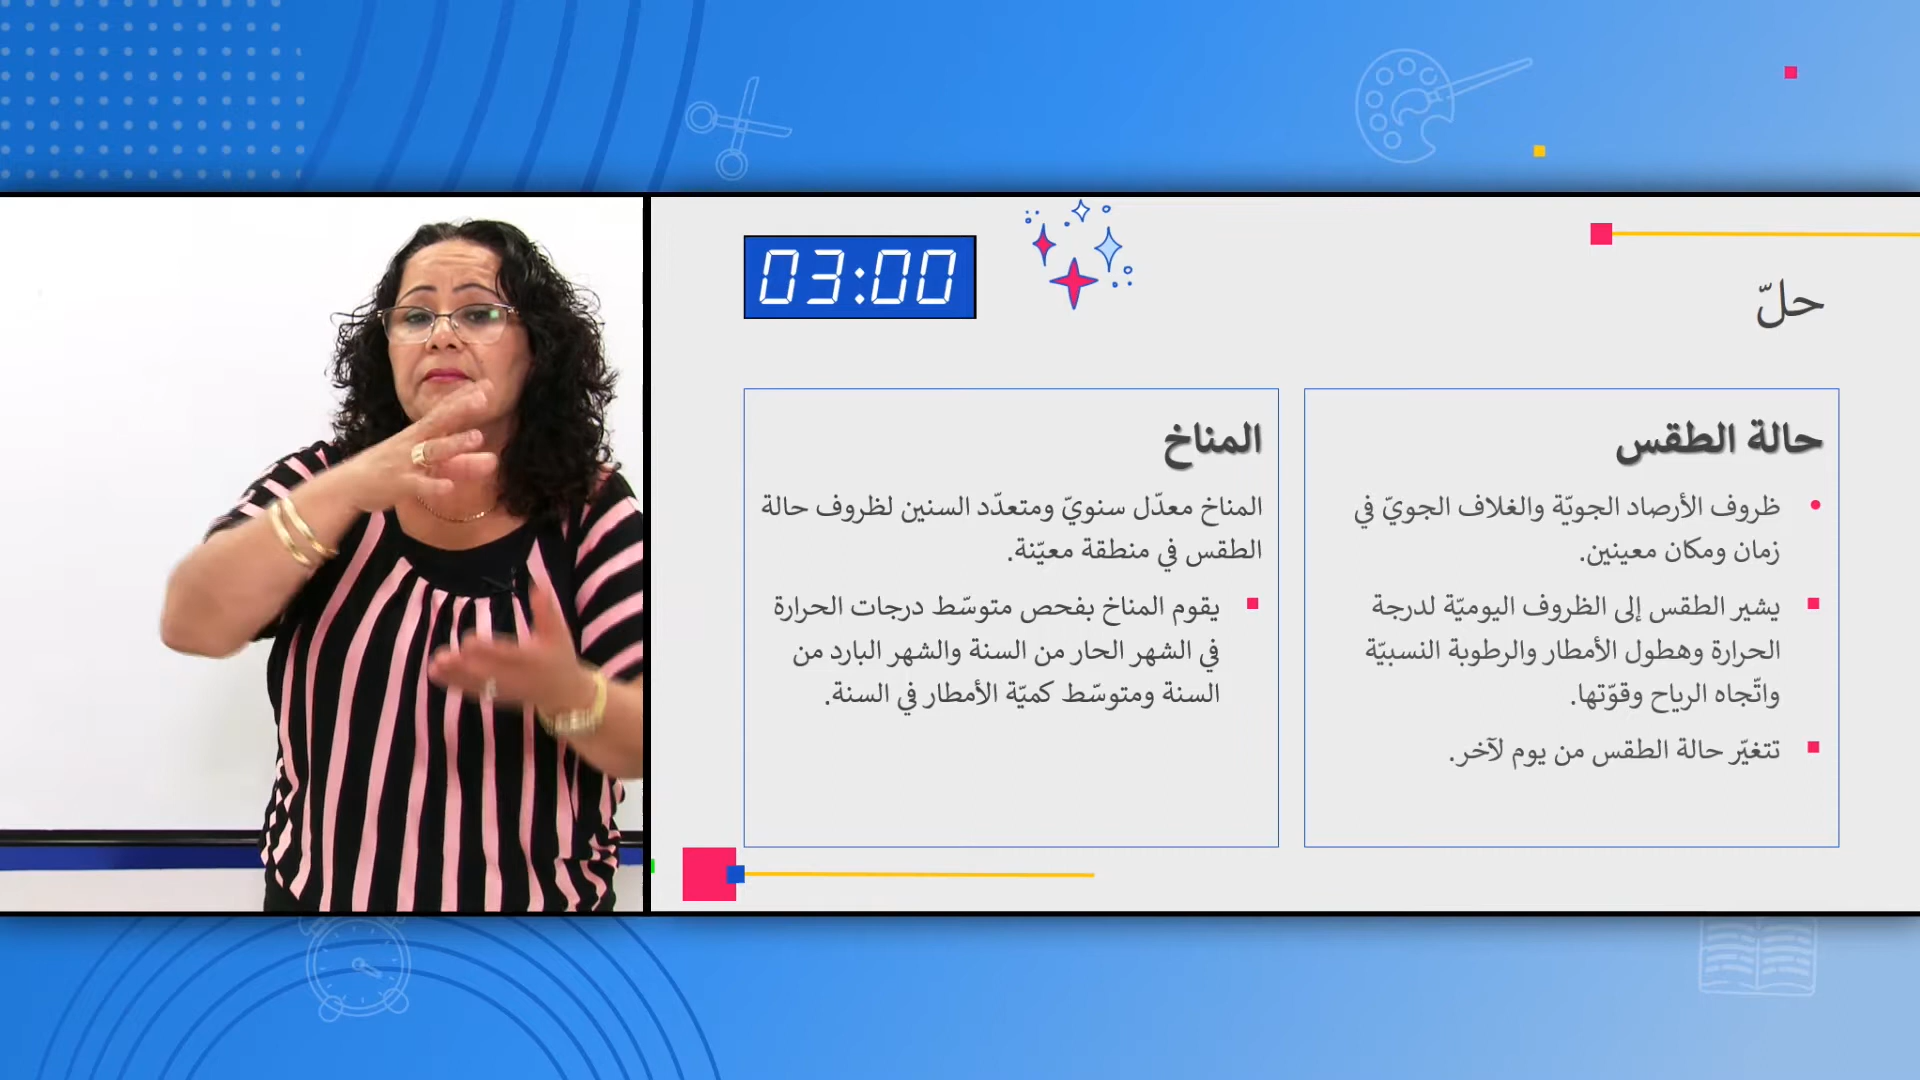 03:00
حلّ
حالة الطقس
ظروف الأرصاد الجويّة والغلاف الجويّ في
زمان ومكان معينين.
يشير الطقس إلى الظروف اليوميّة لدرجة
الحرارة وهطول الأمطار والرطوبة النسبيّة
واتّجاه الرياح وقوّتها.
تتغيّر حالة الطقس من يوم لآخر.
المناخ
المناخ معدّل سنويّ ومتعدّد السنين لظروف حالة
الطقس في منطقة معيّنة.
يقوم المناخ بفحص متوسّط درجات الحرارة
في الشهر الحار من السنة والشهر البارد من
السنة ومتوسّط كميّة الأمطار في السنة.